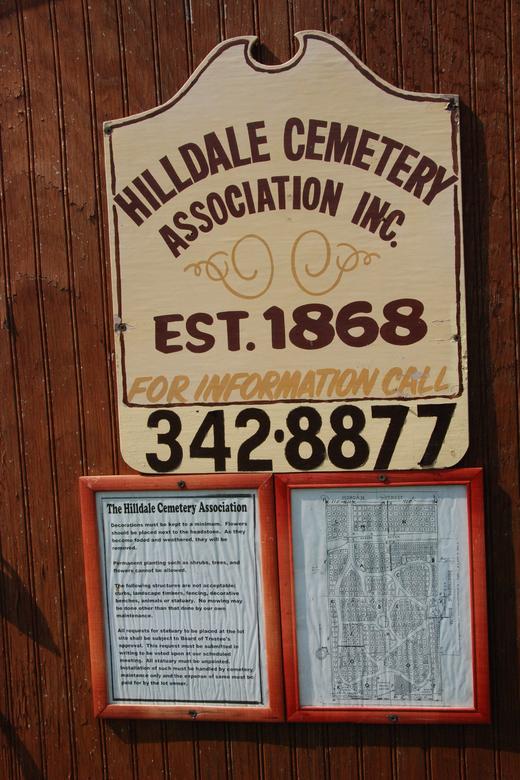 HILLDALE CEMETERY
ASSOCIATION INC.
EST. 1868
FOR INFORMATION CALL
342-8877
The Hilldale Cemetery Association
Decorations must be kept to a minimum. Flowers
should be placed next to the headstone. As they
become faded and weathered, they will be
removed.
Permanent planting such as shrubs, trees, and
flowers cannot be allowed.
The following structures are not acceptable;
curbs, landscape timbers, fencing, decorative
benches, animals or statuary. No mowing may
be done other than that done by our own
maintenance.
All requests for statuary to be placed at the lot
site shall be subject to Board of Trustee's
approval. This request must be submitted in
writing to be voted upon at our scheduled
meeting. All statuary must be unpainted.
Installation of such must be handled by cemetery
maintance only and the expense of same must be
paid for by the lot owner.
STREET